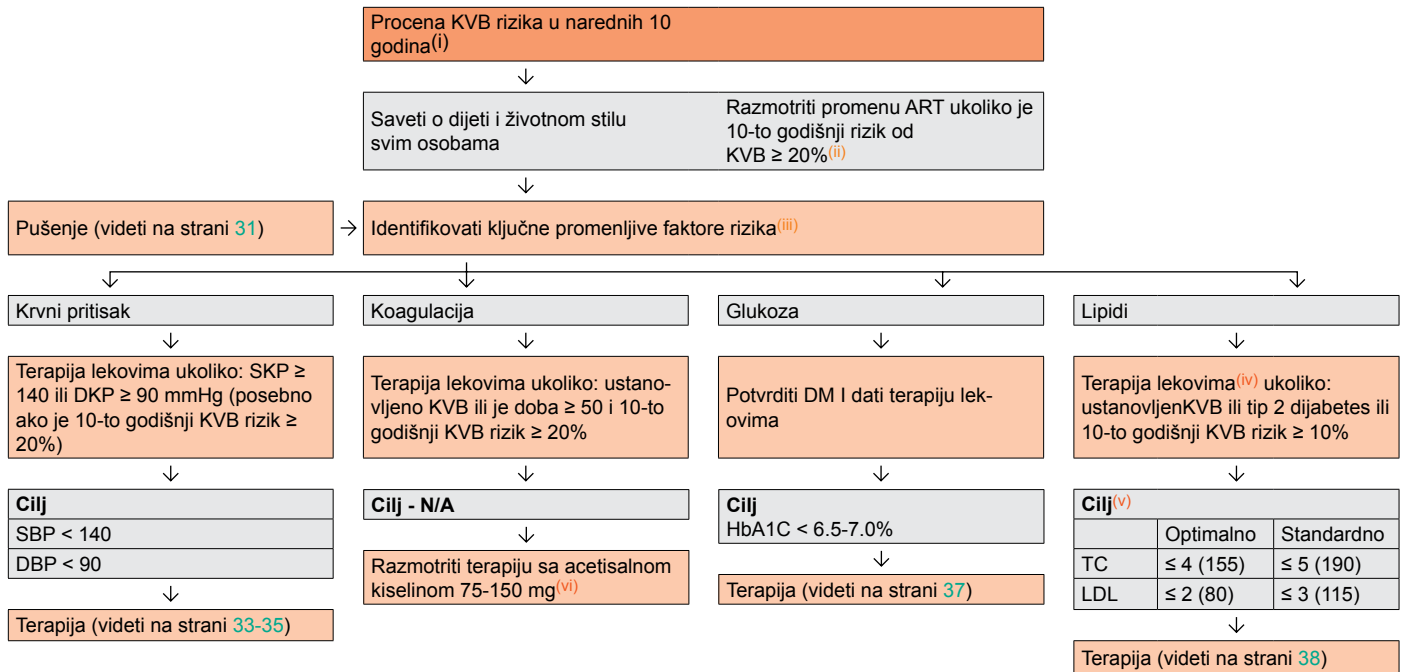 Procena KVB rizika u narednih 10
godina(i)
Saveti o dijeti i životnom stilu
svim osobama
Razmotriti promenu ART ukoliko je
10-to godišnji rizik od
KVB ≥ 20%(ii)
Pušenje (videti na strani 31)
Identifikovati ključne promenljive faktore rizika(iii)
Krvni pritisak
Terapija lekovima ukoliko: SKP ≥
140 ili DKP ≥ 90 mmHg (posebno
ako je 10-to godišnji KVB rizik ≥
20%)
Cilj
SBP < 140
DBP < 90
Terapija (videti na strani 33-35)
Koagulacija
Terapija lekovima ukoliko: ustano-
vljeno KVB ili je doba ≥ 50 i 10-to
godišnji KVB rizik ≥ 20%
Cilj - N/A
Razmotriti terapiju sa acetisalnom
kiselinom 75-150 mg(vi)
Glukoza
Potvrditi DM I dati terapiju lek-
ovima
Cilj
HbA1C < 6.5-7.0%
Terapija (videti na strani 37)
Lipidi
Terapija lekovima(iv) ukoliko:
ustanovljenKVB ili tip 2 dijabetes ili
10-to godišnji KVB rizik ≥ 10%
Cilj(v)
Optimalno Standardno
TC ≤ 4 (155) ≤ 5 (190)
LDL ≤ 2 (80) ≤ 3 (115)
Terapija (videti na strani 38)